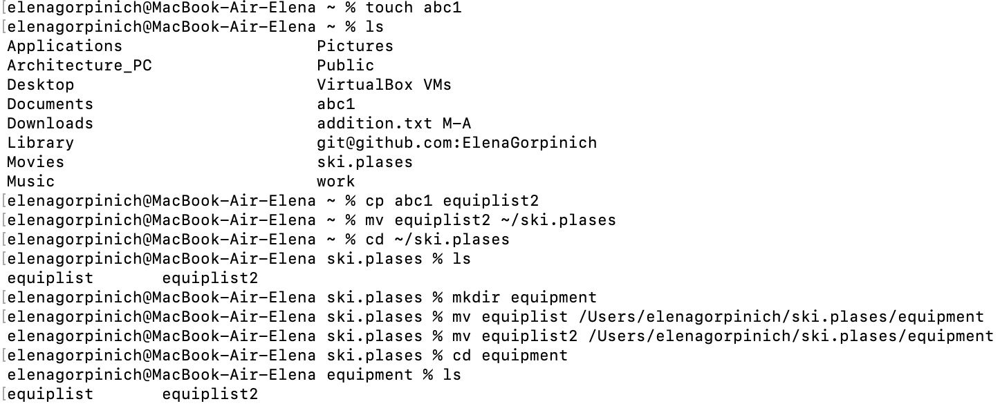 [elenagorpinich@MacBook-Air-Elena ~ % touch abc1
[elenagorpinich@MacBook-Air-Elena ~ % ls
Applications Pictures
Architecture_PC Public
Desktop VirtualBox VMs
Documents abc1
Downloads addition.txt M-A
Library git@github.com:ElenaGorpinich
Movies ski.plases
Music work
[elenagorpinich@MacBook-Air-Elena ~ % cp abc1 equiplist2
[elenagorpinich@MacBook-Air-Elena ~ % mv equiplist2 ~/ski.plases
[elenagorpinich@MacBook-Air-Elena ~ % cd ~/ski.plases
[elenagorpinich@MacBook-Air-Elena ski.plases % ls
equiplist equiplist2
[elenagorpinich@MacBook-Air-Elena ski.plases % mkdir equipment
[elenagorpinich@MacBook-Air-Elena ski.plases % mv equiplist /Users/elenagorpinich/ski.plases/equipment
elenagorpinich@MacBook-Air-Elena ski.plases % mv equiplist2 /Users/elenagorpinich/ski.plases/equipment
[elenagorpinich@MacBook-Air-Elena ski.plases % cd equipment
elenagorpinich@MacBook-Air-Elena equipment % ls
[equiplist equiplist2